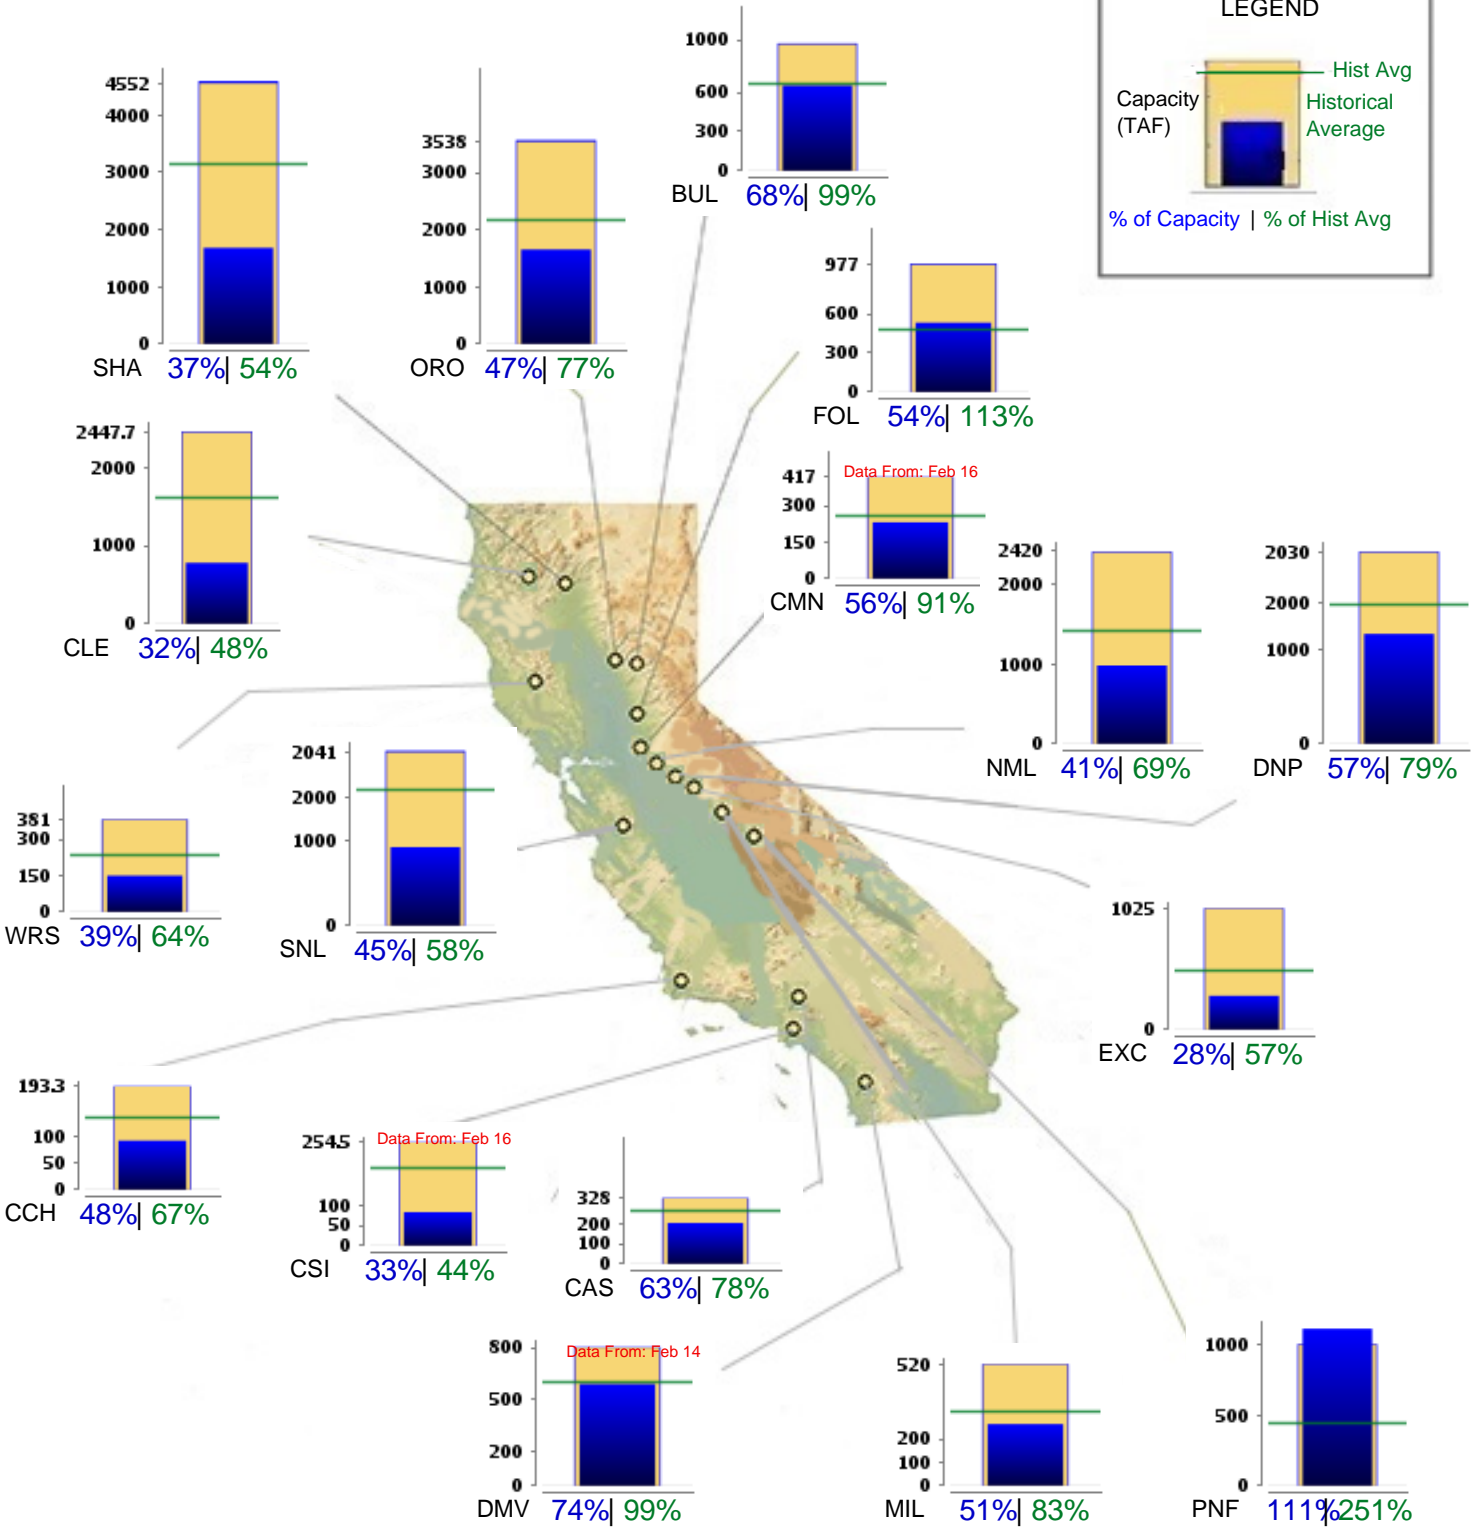 LEGEND
Hist Avg
Capacity
(TAF)
Historical
Average
% of Capacity | % of Hist Avg
1000
600
300
0
BUL 68%| 99%
4552
4000
3000
2000
1000
0
SHA 37%| 54%
3538
3000
2000
1000
0
ORO 47%| 77%
977
600
300
0
FOL 54%| 113%
2447.7
2000
1000
0
CLE 32%| 48%
Data From: Feb 16
417
300
150
0
CMN 56%| 91%
2420
2000
1000
0
NML 41%| 69%
2030
2000
1000
0
DNP 57%| 79%
381
300
150
0
WRS 39%| 64%
2041
2000
1000
0
SNL 45%| 58%
1025
0
EXC 28%| 57%
193.3
100
50
0
CCH 48%| 67%
Data From: Feb 16
254.5
100
50
0
CSI 33%| 44%
328
200
100
0
CAS 63%| 78%
Data From: Feb 14
800
500
200
0
DMV 74%| 99%
520
200
100
0
MIL 51%| 83%
1000
500
0
PNF 111%|251%